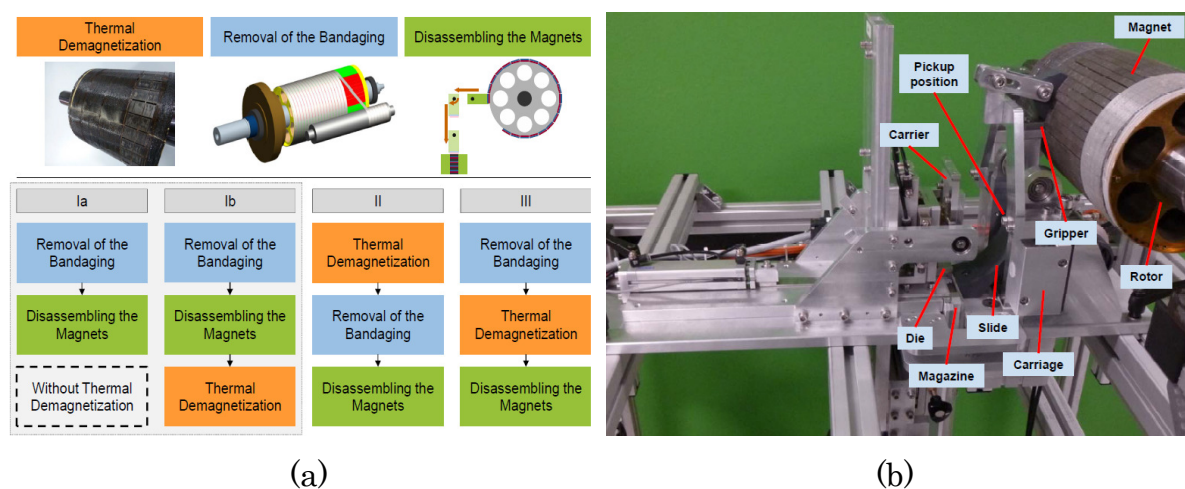 Thermal
Demagnetization
Removal of the Bandaging
Disassembling the Magnets
Ia
Ib
II
III
Removal of the
Bandaging
Removal of the
Bandaging
Thermal
Demagnetization
Removal of the
Bandaging
Disassembling the
Magnets
Disassembling the
Magnets
Removal of the
Bandaging
Thermal
Demagnetization
Without Thermal
Demagnetization
Thermal
Demagnetization
Disassembling the
Magnets
Disassembling the
Magnets
(a)
Magnet
Pickup
position
Carrier
Gripper
Rotor
Die
Slide
Magazine
Carriage
(b)